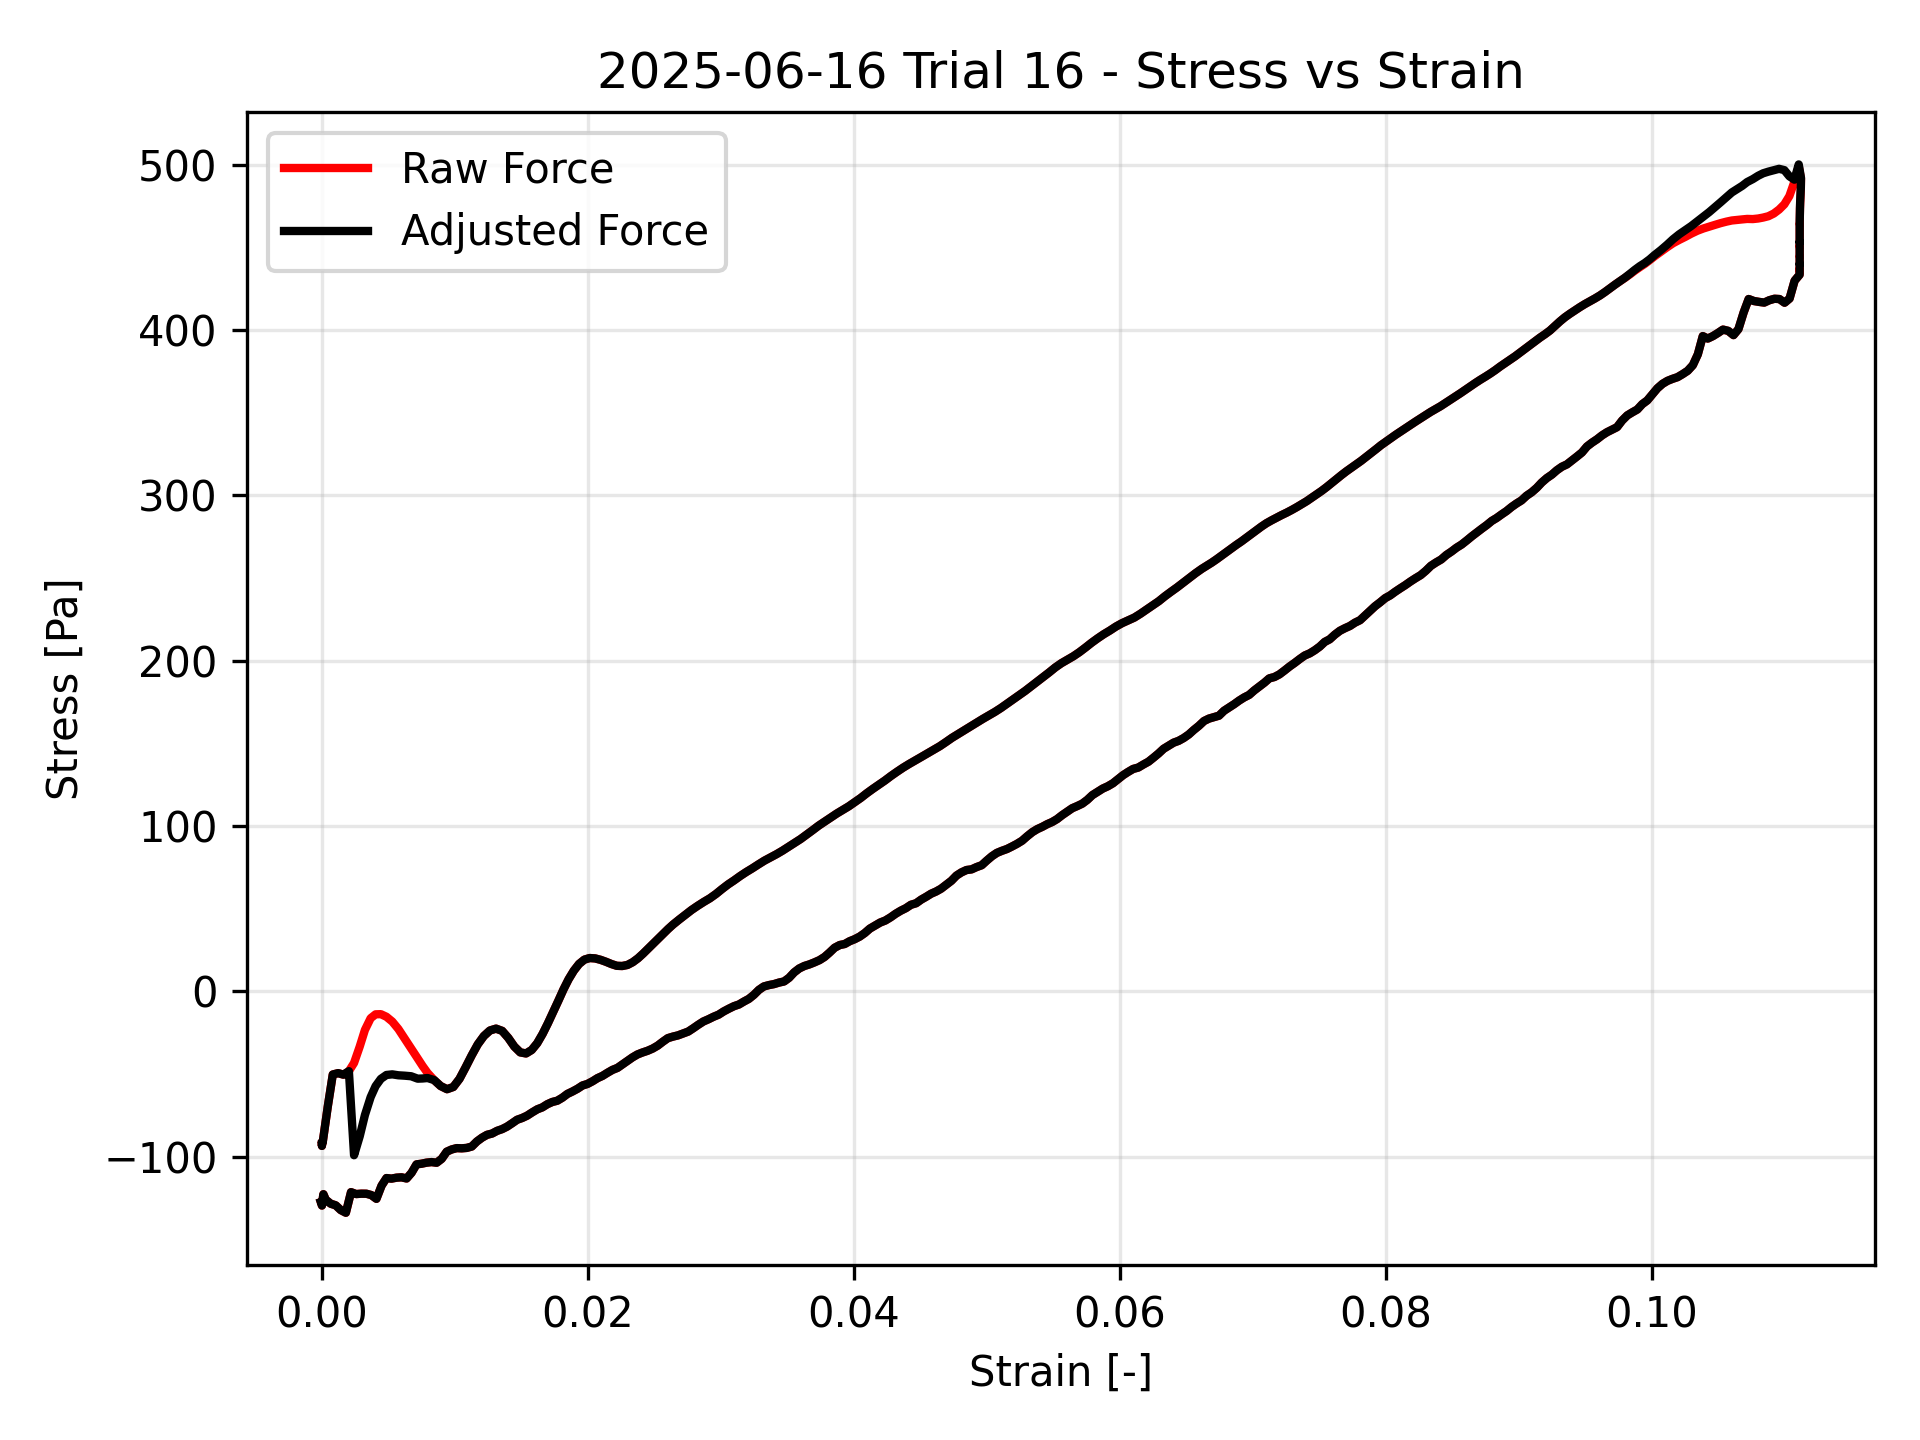 2025-06-16 Trial 16 - Stress vs Strain
Raw Force
Adjusted Force
500
400
300
200
100
0
−100
Stress [Pa]
0.00 0.02 0.04 0.06 0.08 0.10
Strain [-]